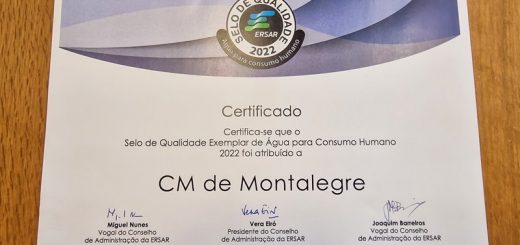 SELO DE QUALIDADE
ERSAR
2022
Água para consumo humano
Certificado
Certifica-se que o
Selo de Qualidade Exemplar de Água para Consumo Humano
2022 foi atribuído a
CM de Montalegre
Miguel Nunes
Vogal do Conselho
de Administração da ERSAR
Vera Eiró
Presidente do Conselho
de Administração da ERSAR
Joaquim Barreiros
Vogal do Conselho
de Administração da ERSAR